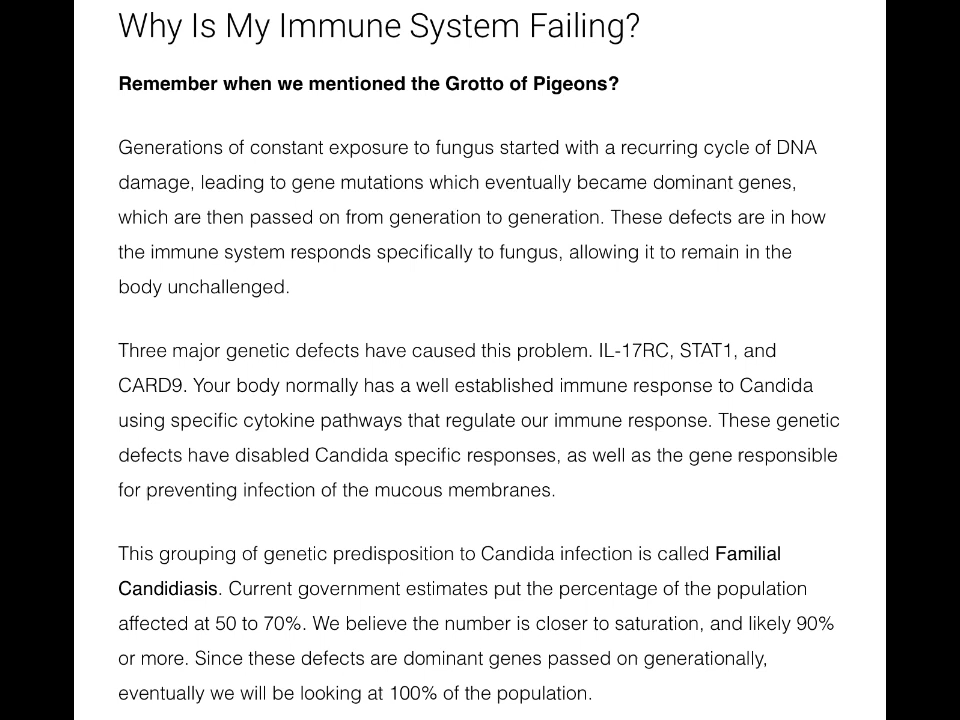 Why Is My Immune System Failing?
Remember when we mentioned the Grotto of Pigeons?
Generations of constant exposure to fungus started with a recurring cycle of DNA
damage, leading to gene mutations which eventually became dominant genes,
which are then passed on from generation to generation. These defects are in how
the immune system responds specifically to fungus, allowing it to remain in the
body unchallenged.
Three major genetic defects have caused this problem. IL-17RC, STAT1, and
CARD9. Your body normally has a well established immune response to Candida
using specific cytokine pathways that regulate our immune response. These genetic
defects have disabled Candida specific responses, as well as the gene responsible
for preventing infection of the mucous membranes.
This grouping of genetic predisposition to Candida infection is called Familial
Candidiasis. Current government estimates put the percentage of the population
affected at 50 to 70%. We believe the number is closer to saturation, and likely 90%
or more. Since these defects are dominant genes passed on generationally,
eventually we will be looking at 100% of the population.